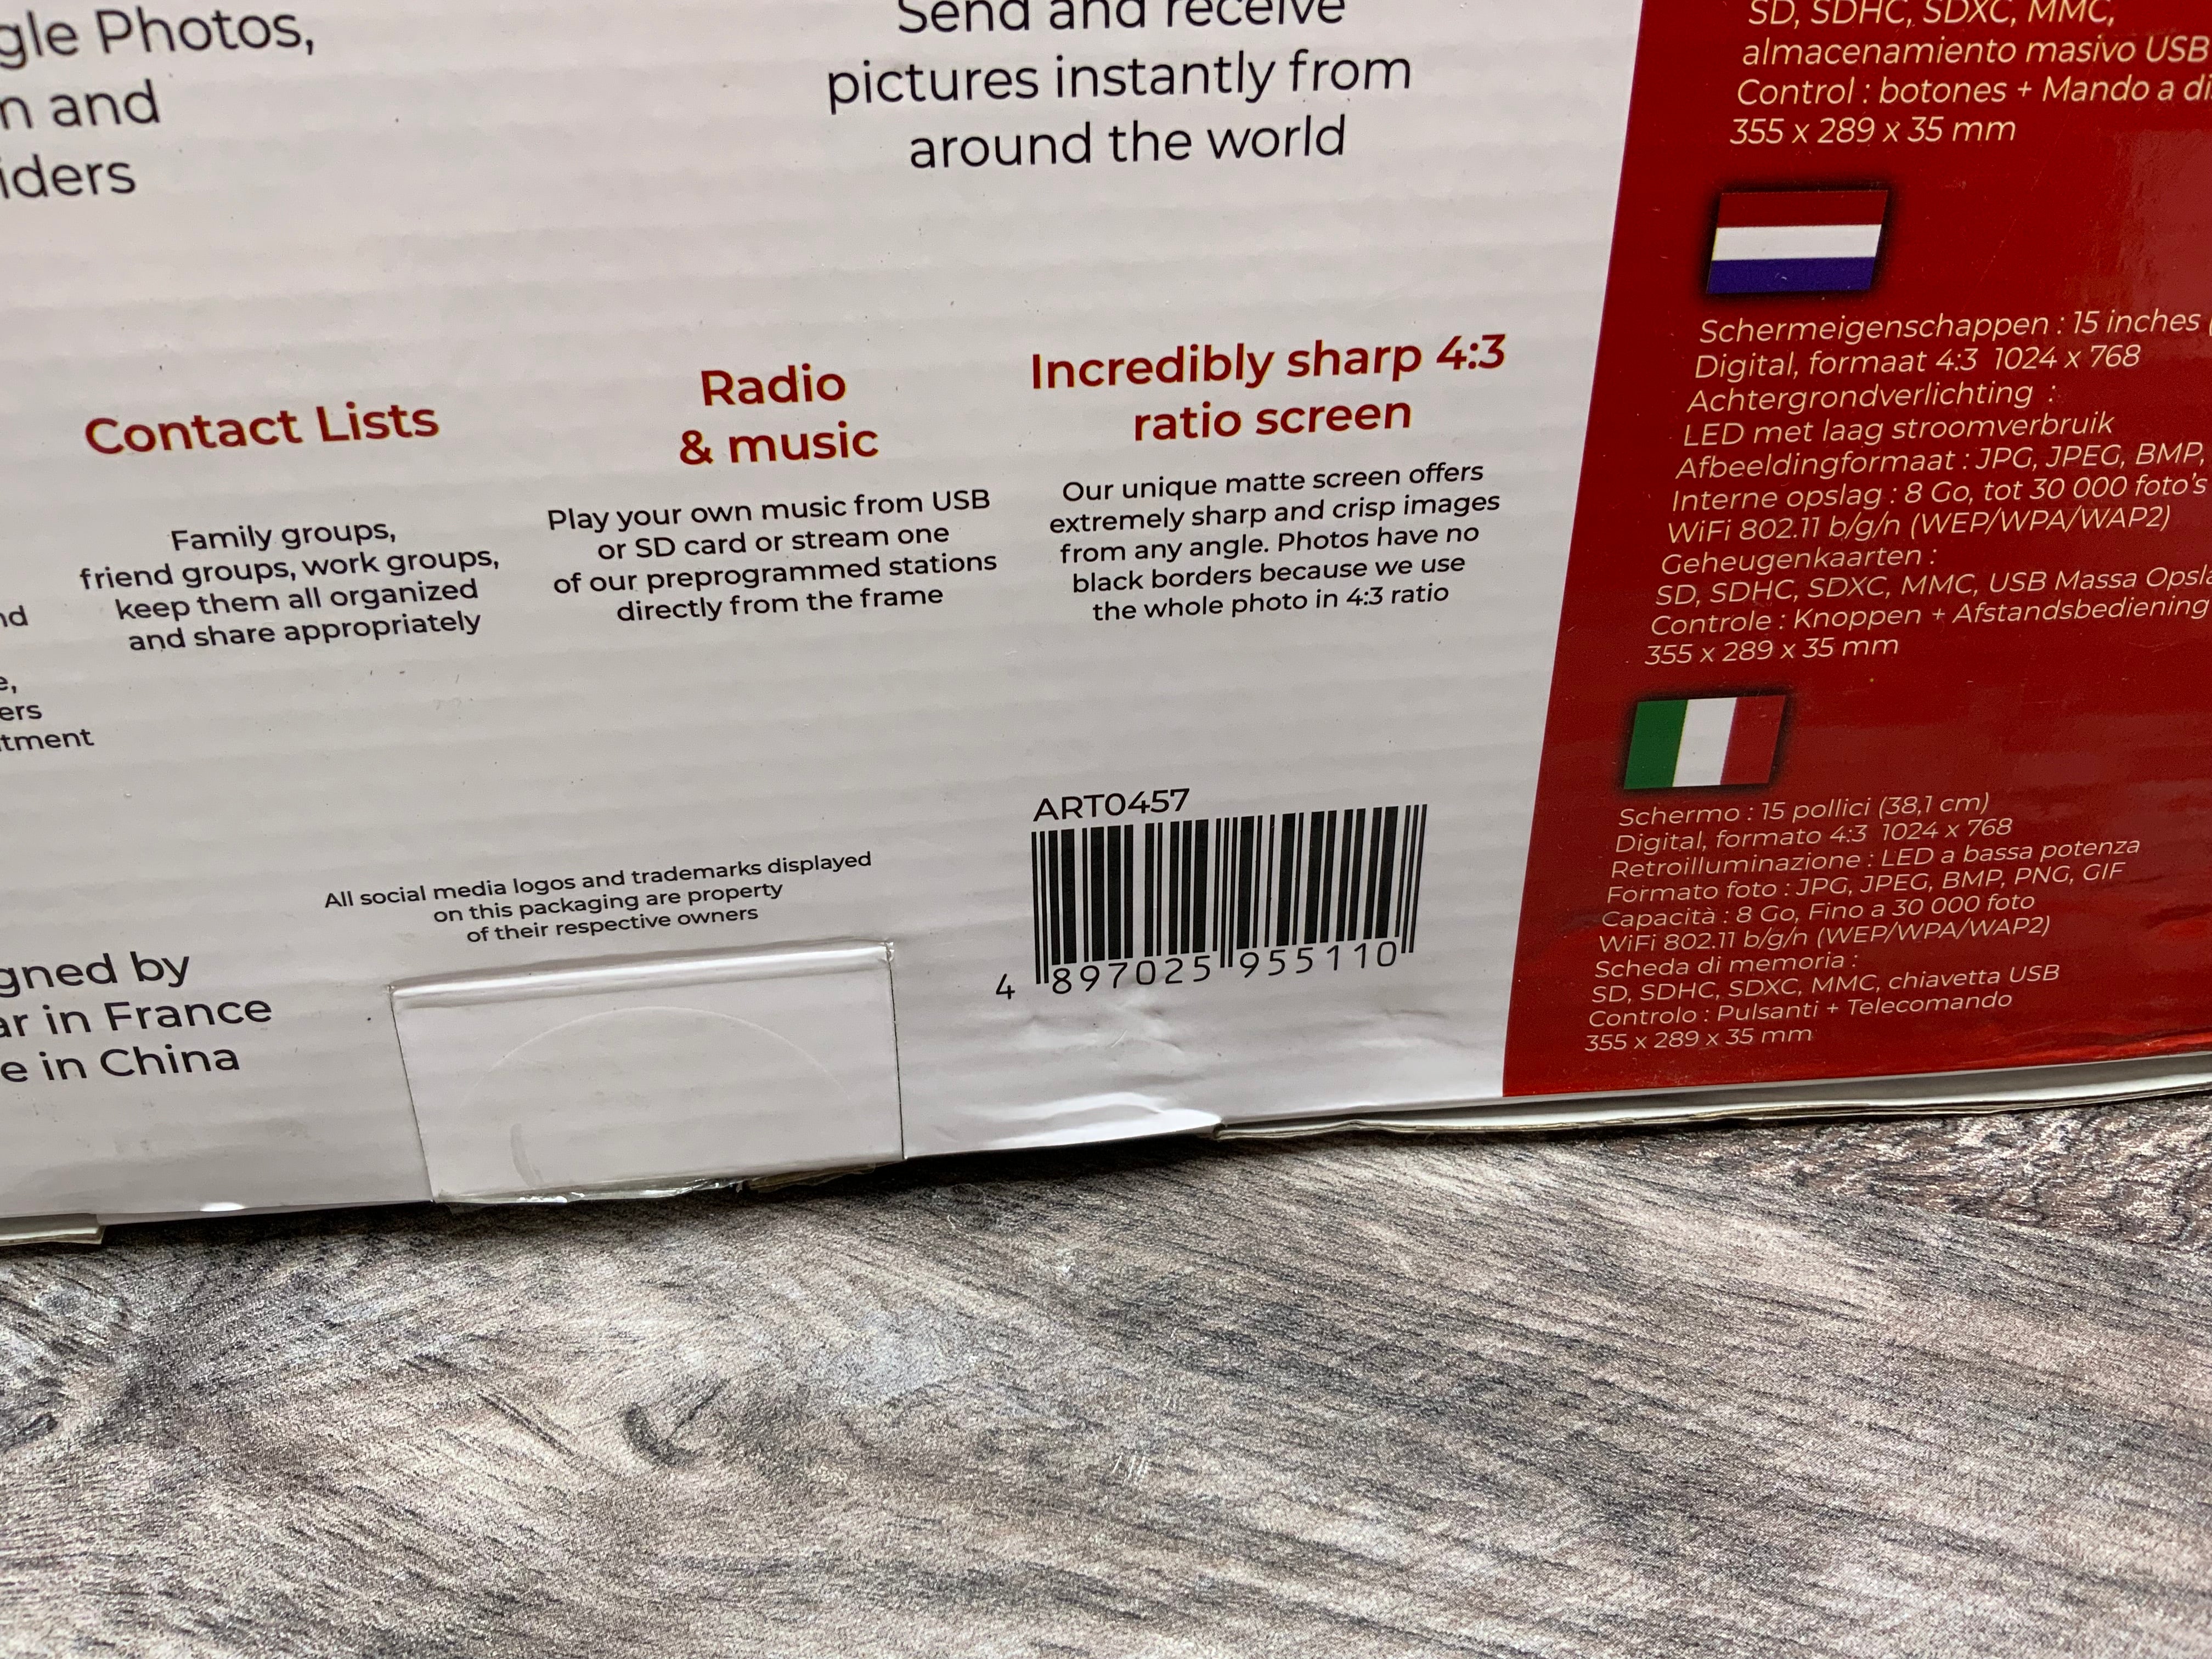 Photos,
and
Send and receive
pictures instantly from
around the world
Contact Lists
Family groups,
friend groups, work groups,
keep them all organized
and share appropriately
Radio
& music
Play your own music from USB
or SD card or stream one
of our preprogrammed stations
directly from the frame
Incredibly sharp 4:3
ratio screen
Our unique matte screen offers
extremely sharp and crisp images
from any angle. Photos have no
black borders because we use
the whole photo in 4:3 ratio
All social media logos and trademarks displayed
on this packaging are property
of their respective owners
by
in France
in China
ART0457
4 897025 955110
SD, SDHC, SDXC, MMC,
almacenamiento masivo USB
Control : botones + Mando a
355 x 289 x 35 mm
Schermeigenschappen : 15 inches
Digital, formaat 4:3 1024 x 768
Achtergrondverlichting :
LED met laag stroomverbruik
Afbeeldingformaat : JPG, JPEG, BMP,
Interne opslag : 8 Go, tot 30 000 foto's
WiFi 802.11 b/g/n (WEP/WPA/WAP2)
Geheugenkaarten :
SD, SDHC, SDXC, MMC, USB Massa
Controle : Knoppen + Afstandsbediening
355 x 289 x 35 mm
Schermo : 15 pollici (38,1 cm)
Digital, formato 4:3 1024 x 768
Retroilluminazione : LED a bassa potenza
Formato foto : JPG, JPEG, BMP, PNG, GIF
Capacità : 8 Go, Fino a 30 000 foto
WiFi 802.11 b/g/n (WEP/WPA/WAP2)
Scheda di memoria :
SD, SDHC, SDXC, MMC, chiavetta USB
Controlo : Pulsanti + Telecomando
355 x 289 x 35 mm